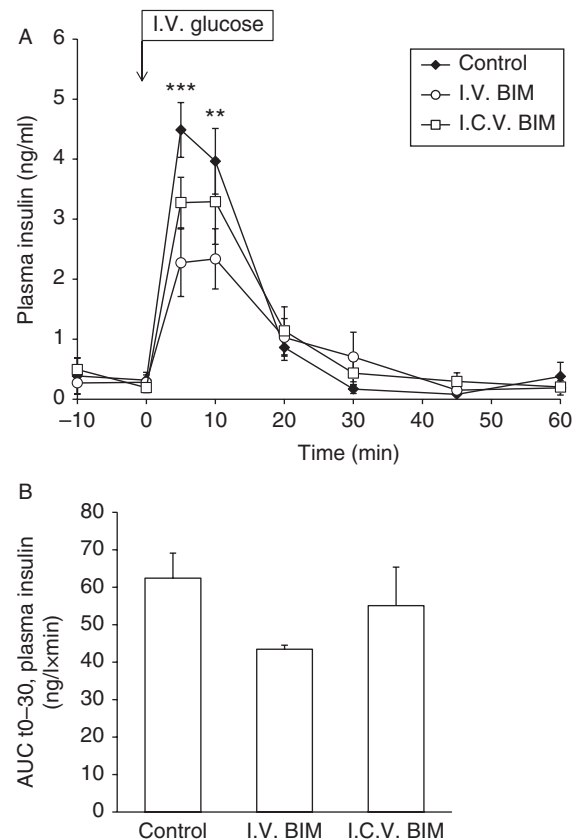 A
I.V. glucose
Control
I.V. BIM
I.C.V. BIM
***
**
Plasma insulin (ng/ml)
6
5
4
3
2
1
0
–10 0 10 20 30 40 50 60
Time (min)
B
AUC t0–30, plasma insulin
(ng/l×min)
80
70
60
50
40
30
20
10
0
Control I.V. BIM I.C.V. BIM